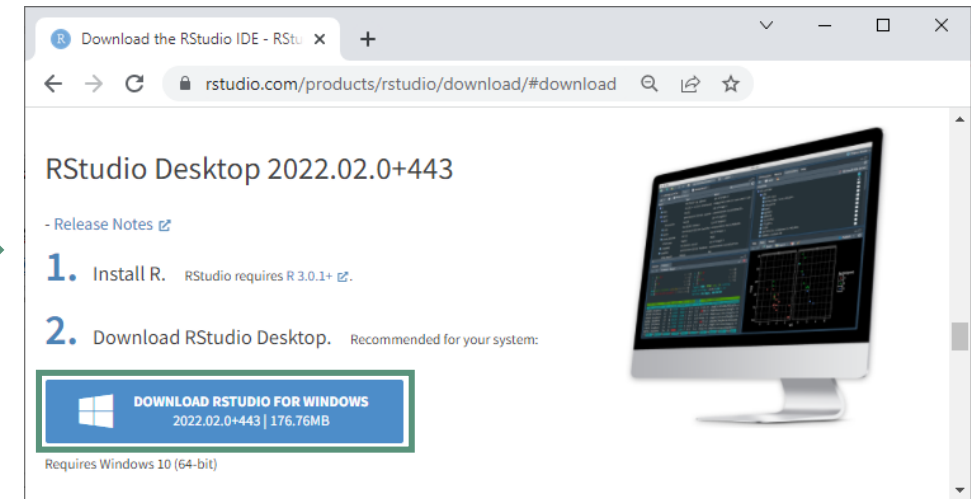 R Download the RStudio IDE - RStu
rstudio.com/products/rstudio/download/#download
RStudio Desktop 2022.02.0+443
- Release Notes
1. Install R. RStudio requires R 3.0.1+ .
2. Download RStudio Desktop. Recommended for your system:
DOWNLOAD RSTUDIO FOR WINDOWS
2022.02.0+443 | 176.76MB
Requires Windows 10 (64-bit)